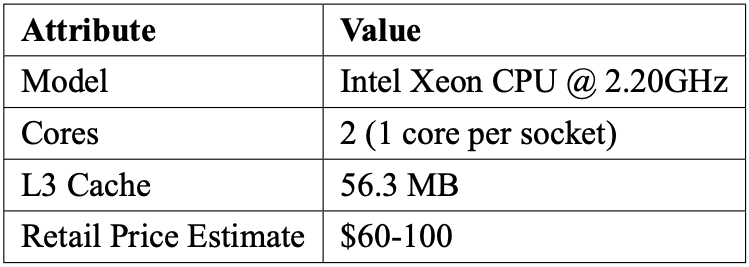 Attribute Value
Model Intel Xeon CPU @ 2.20GHz
Cores 2 (1 core per socket)
L3 Cache 56.3 MB
Retail Price Estimate $60-100